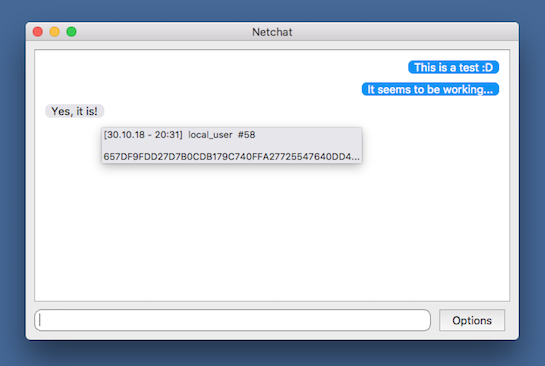 Netchat
This is a test :D
It seems to be working...
Yes, it is!
[30.10.18 - 20:31] local_user #58
657DF9FDD27D7B0CDB179C740FFA27725547640DD4...
Options